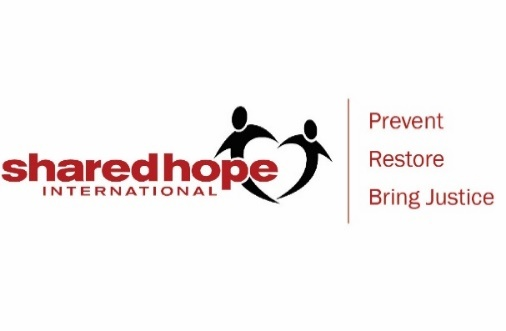 sharedhope
INTERNATIONAL
Prevent
Restore
Bring Justice